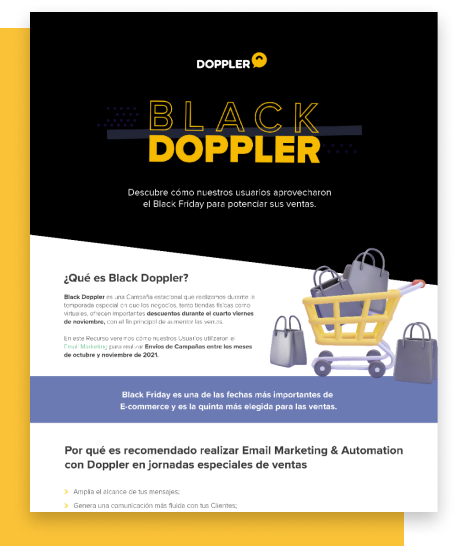 DOPPLER
BLACK
DOPPLER
Descubre cómo nuestros usuarios aprovecharon
el Black Friday para potenciar sus ventas.
¿Qué es Black Doppler?
Black Doppler es una Campaña estacional que realizamos durante la
temporada especial en que los negocios, tanto tiendas físicas como
virtuales, ofrecen importantes descuentos durante el cuarto viernes
de noviembre, con el fin principal de aumentar las ventas.
En este Recurso veremos cómo nuestros Usuarios utilizaron el
Email Marketing para realizar Envíos de Campañas entre los meses
de octubre y noviembre de 2021.
Black Friday es una de las fechas más importantes de
E-commerce y es la quinta más elegida para las ventas.
Por qué es recomendado realizar Email Marketing & Automation
con Doppler en jornadas especiales de ventas
Amplía el alcance de tus mensajes;
Genera una comunicación más fluida con tus Clientes;